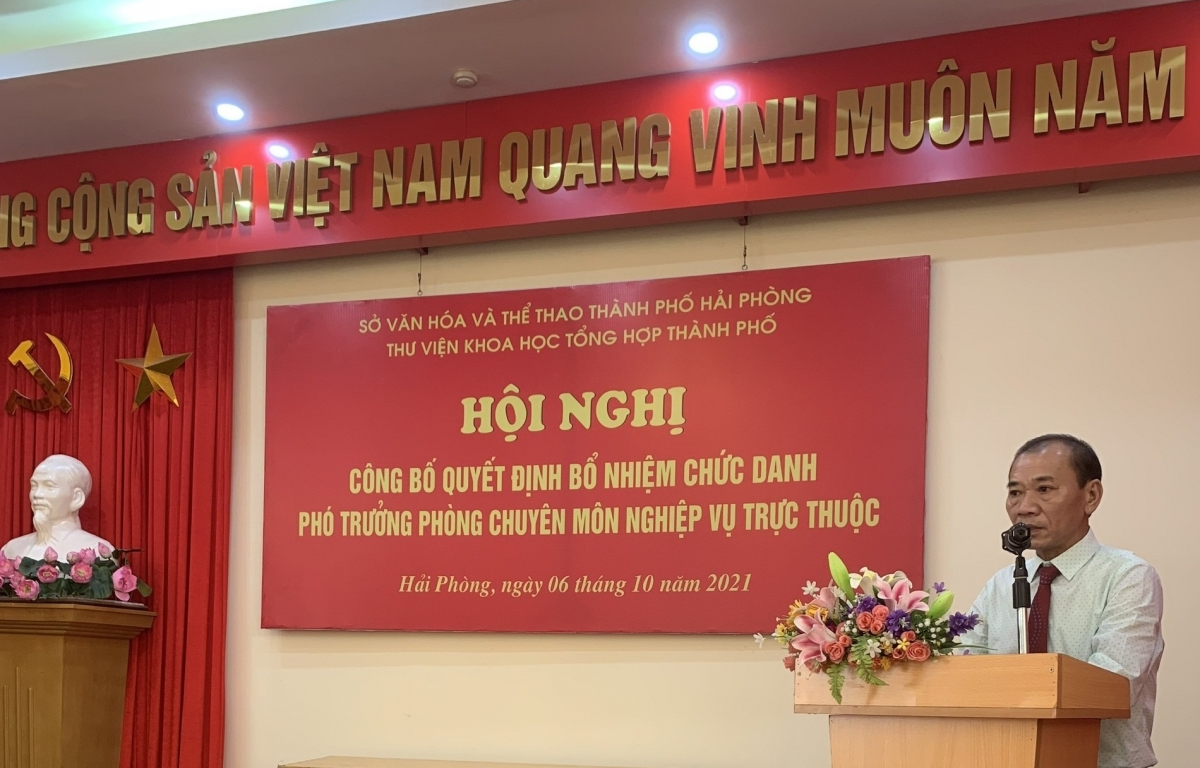 NG CỘNG SẢN VIỆT NAM QUANG VINH MUÔN NĂM
SỞ VĂN HÓA VÀ THỂ THAO THÀNH PHỐ HẢI PHÒNG
THƯ VIỆN KHOA HỌC TỔNG HỢP THÀNH PHỐ
HỘI NGHỊ
CÔNG BỐ QUYẾT ĐỊNH BỔ NHIỆM CHỨC DANH
PHÓ TRƯỞNG PHÒNG CHUYÊN MÔN NGHIỆP VỤ TRỰC THUỘC
Hải Phòng, ngày 06 tháng 10 năm 2021